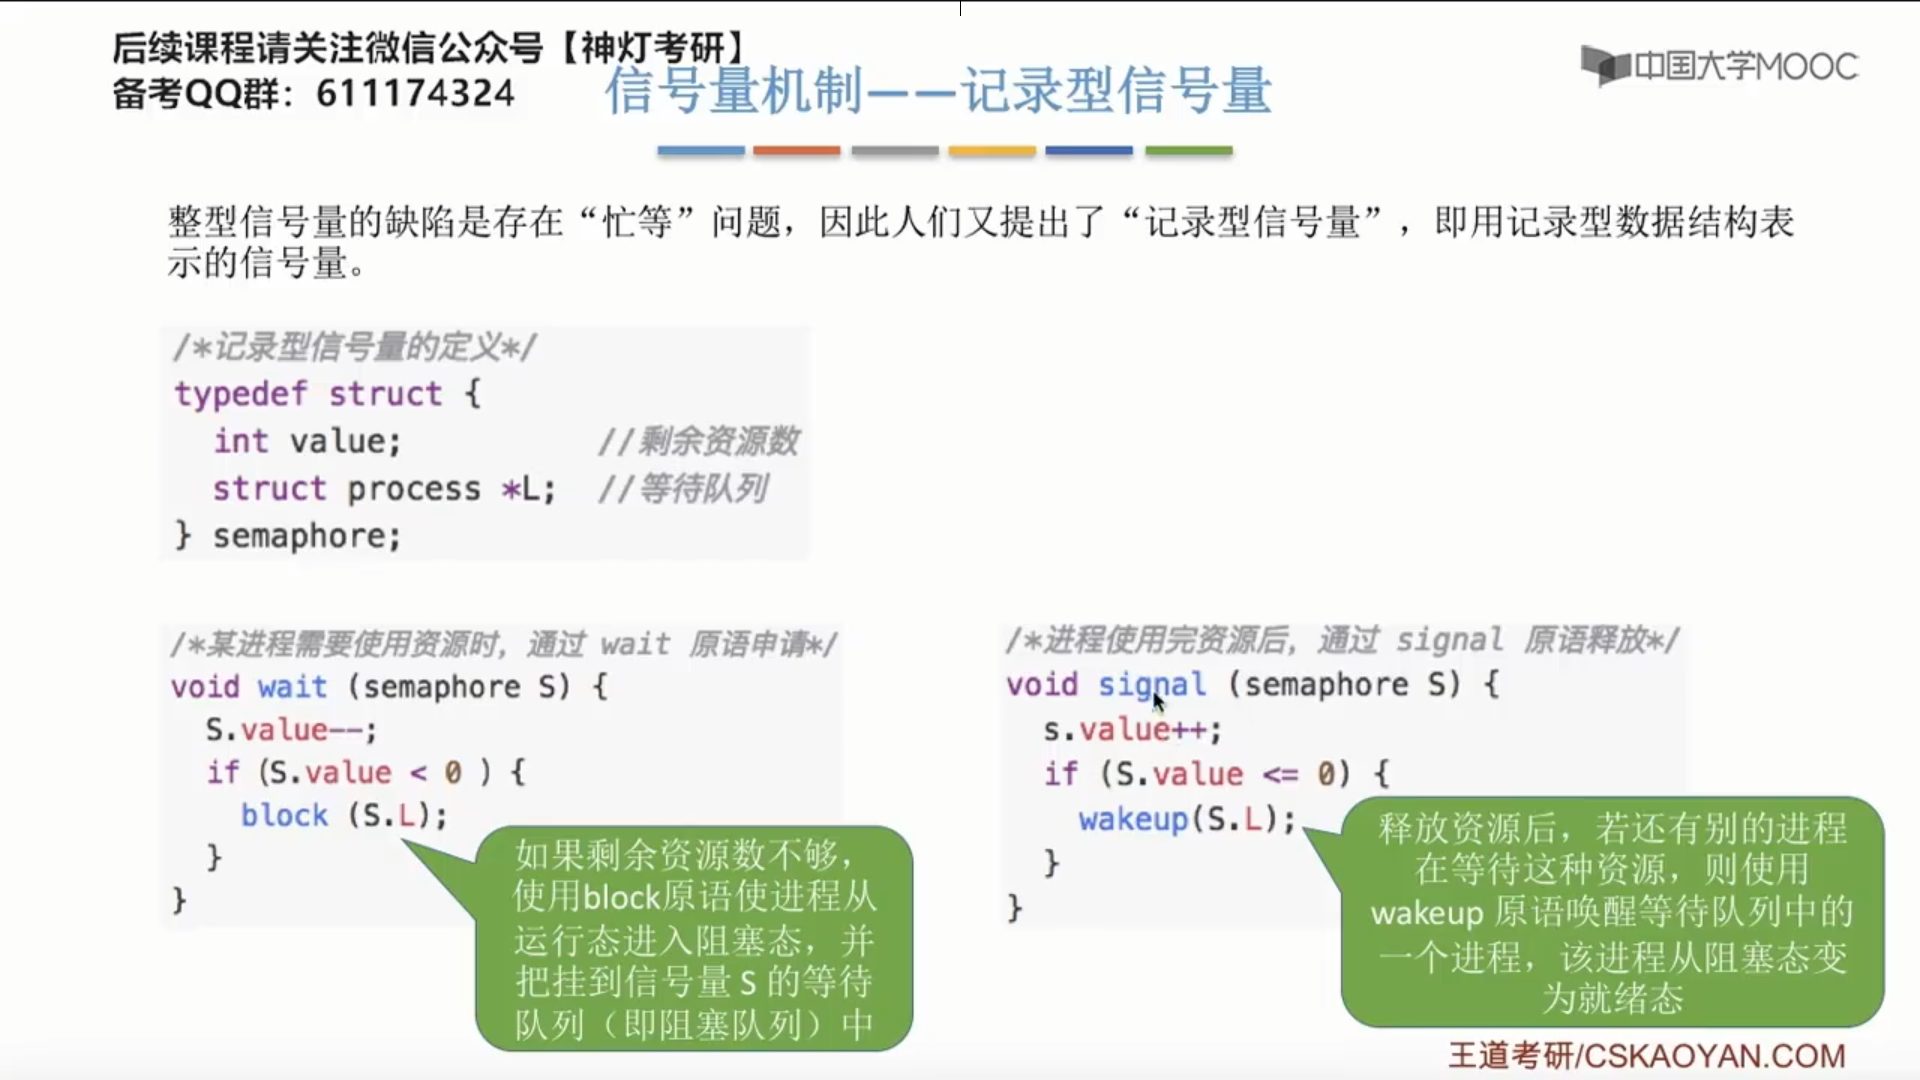 后续课程请关注微信公众号【神灯考研】
备考QQ群：611174324
中国大学MOOC
信号量机制——记录型信号量
整型信号量的缺陷是存在“忙等”问题，因此人们又提出了“记录型信号量”，即用记录型数据结构表
示的信号量。
/*记录型信号量的定义*/
typedef struct {
int value; //剩余资源数
struct process *L; //等待队列
} semaphore;
/*某进程需要使用资源时，通过 wait 原语申请*/
void wait (semaphore S) {
S.value--;
if (S.value < 0 ) {
block (S.L);
}
}
如果剩余资源数不够，
使用block原语使进程从
运行态进入阻塞态，并
把挂到信号量 S 的等待
队列（即阻塞队列）中
/*进程使用完资源后，通过 signal 原语释放*/
void signal (semaphore S) {
s.value++;
if (S.value <= 0) {
wakeup(S.L);
}
}
释放资源后，若还有别的进程
在等待这种资源，则使用
wakeup 原语唤醒等待队列中的
一个进程，该进程从阻塞态变
为就绪态
王道考研/CSKAOYAN.COM